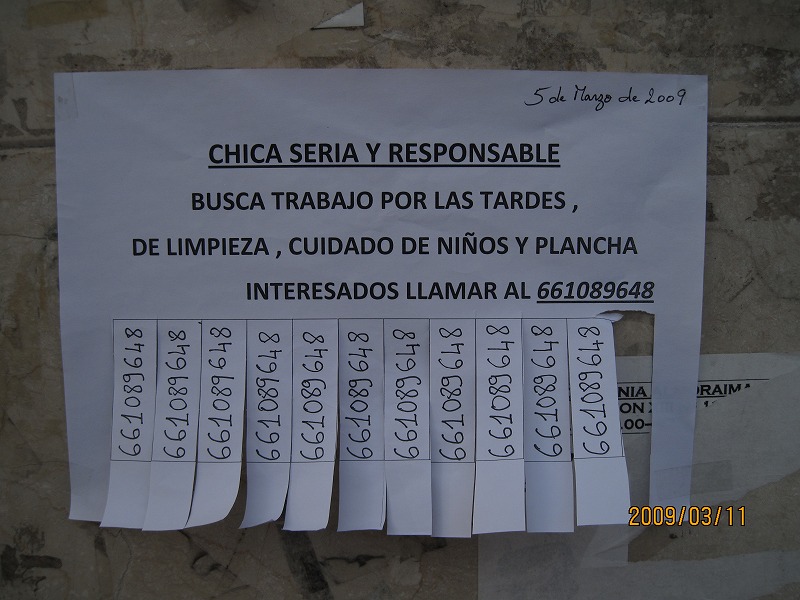 5 de Marzo de 2009
CHICA SERIA Y RESPONSABLE
BUSCA TRABAJO POR LAS TARDES ,
DE LIMPIEZA , CUIDADO DE NIÑOS Y PLANCHA
INTERESADOS LLAMAR AL 661089648
661089648
661089648
661089648
661089648
661089648
661089648
661089648
661089648
661089648
661089648
661089648
2009/03/11